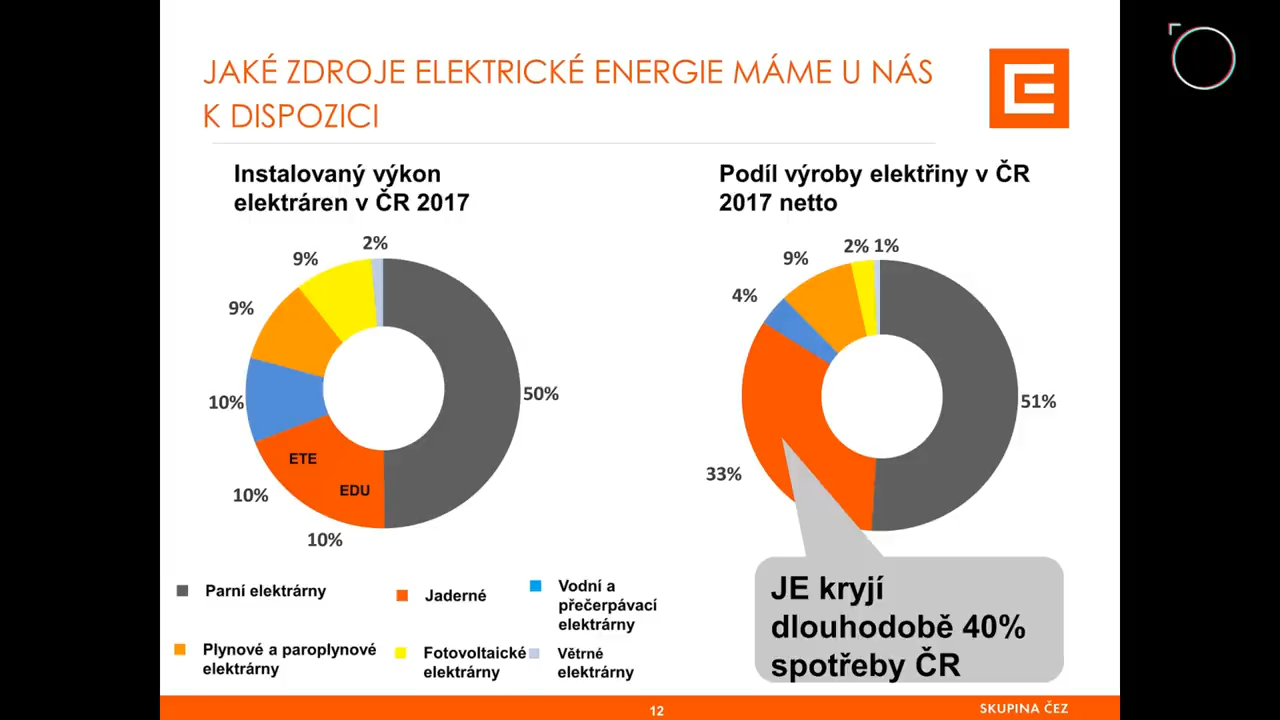 JAKÉ ZDROJE ELEKTRICKÉ ENERGIE MÁME U NÁS
K DISPOZICI
Instalovaný výkon
elektráren v ČR 2017
2%
9%
9%
10%
10%
10%
50%
ETE
EDU
Podíl výroby elektřiny v ČR
2017 netto
2% 1%
9%
4%
33%
51%
JE kryjí
dlouhodobě 40%
spotřeby ČR
Parní elektrárny
Jaderné
Vodní a
přečerpávací
elektrárny
Plynové a paroplynové
elektrárny
Fotovoltaické
elektrárny
Větrné
elektrárny
12
SKUPINA ČEZ